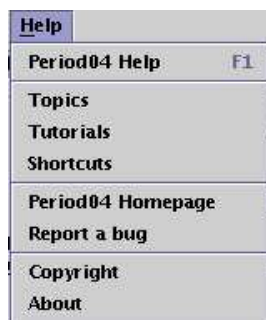 Help
Period04 Help F1
Topics
Tutorials
Shortcuts
Period04 Homepage
Report a bug
Copyright
About